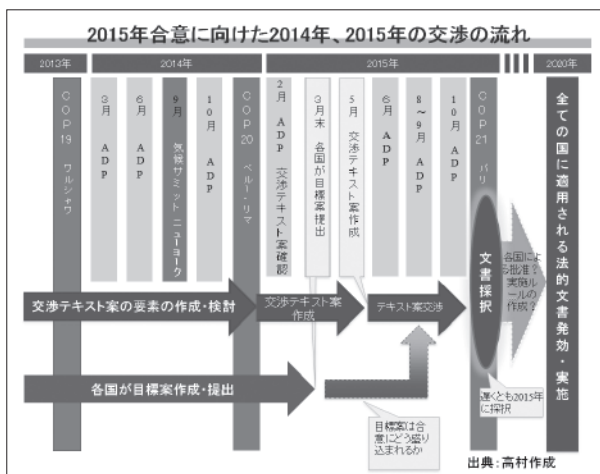 2015年合意に向けた2014年、2015年の交渉の流れ
2013年
2014年
2015年
2020年
COP19 ワルシャワ
3月 ADP
6月 ADP
9月 気候サミット ニューヨーク
10月 ADP
COP20 ペルー・リマ
2月 ADP 交渉テキスト案確認
3月末 各国が目標案提出
5月 交渉テキスト案作成
6月 ADP
8~9月 ADP
10月 ADP
COP21 パリ
全ての国に適用される法的文書発効・実施
交渉テキスト案の要素の作成・検討
交渉テキスト案
作成
テキスト案交渉
文書採択
各国によ
る批准？
実施ル
ールの
作成？
各国が目標案作成・提出
遅くとも2015年
に採択
目標案は合
意にどう盛り
込まれるか
出典：高村作成